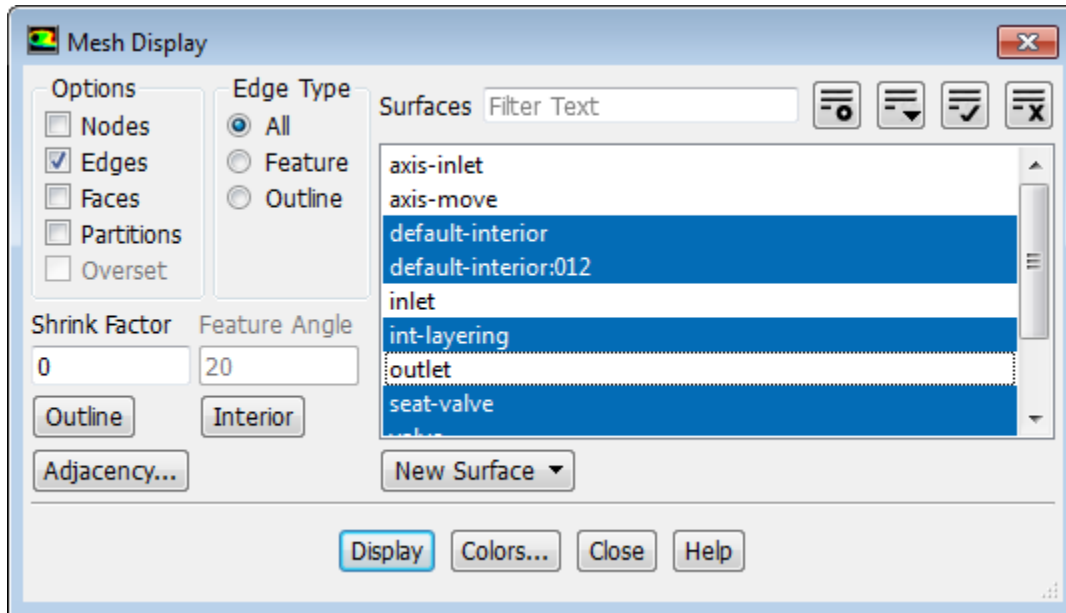 Mesh Display
Options
Nodes
Edges
Faces
Partitions
Overset
Edge Type
All
Feature
Outline
Shrink Factor
Feature Angle
0
20
Outline
Interior
Adjacency...
Surfaces
Filter Text
axis-inlet
axis-move
default-interior
default-interior:012
inlet
int-layering
outlet
seat-valve
New Surface
Display
Colors...
Close
Help